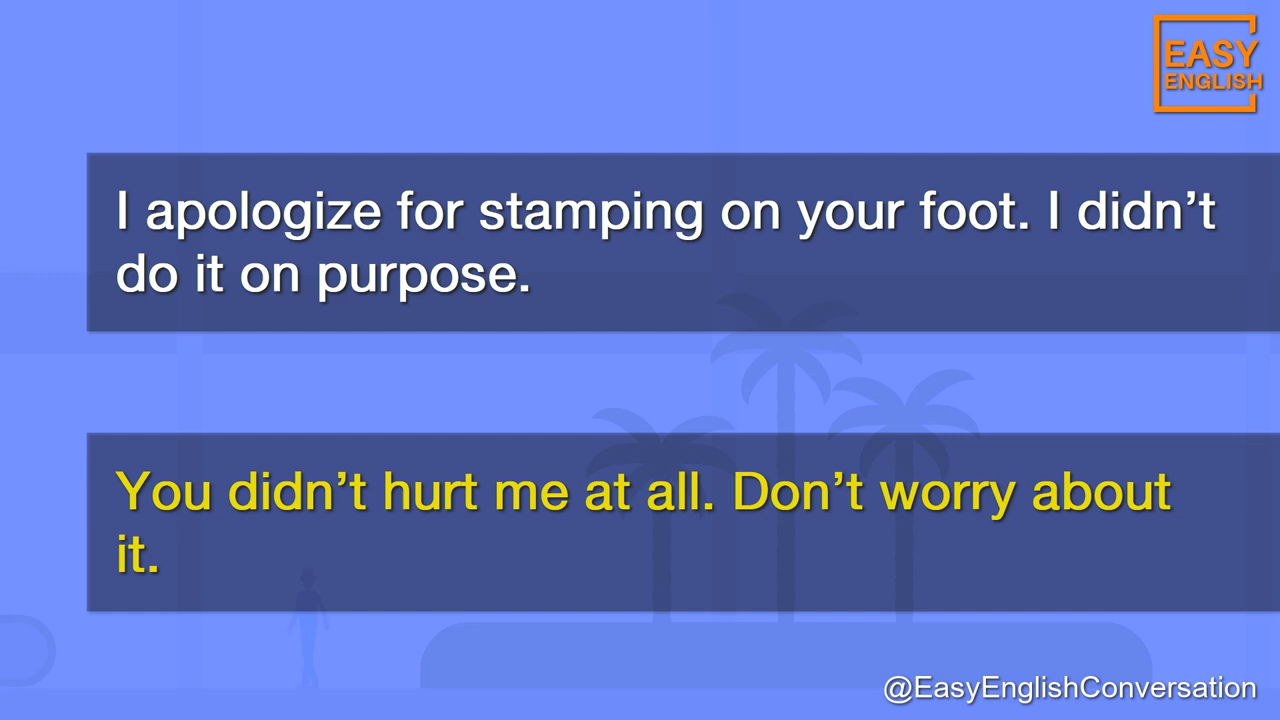 EASY
ENGLISH
I apologize for stamping on your foot. I didn’t
do it on purpose.
You didn’t hurt me at all. Don’t worry about
it.
@EasyEnglishConversation